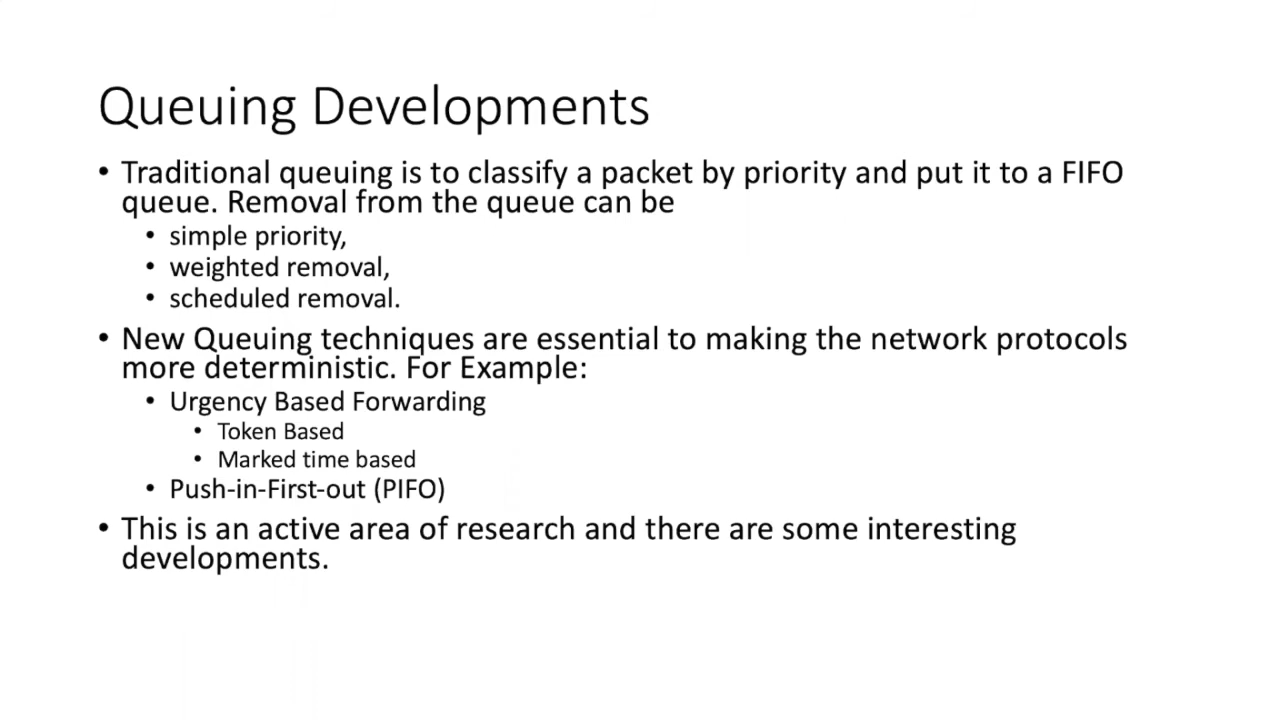 Queuing Developments
• Traditional queuing is to classify a packet by priority and put it to a FIFO
queue. Removal from the queue can be
• simple priority,
• weighted removal,
• scheduled removal.
• New Queuing techniques are essential to making the network protocols
more deterministic. For Example:
• Urgency Based Forwarding
• Token Based
• Marked time based
• Push-in-First-out (PIFO)
• This is an active area of research and there are some interesting
developments.